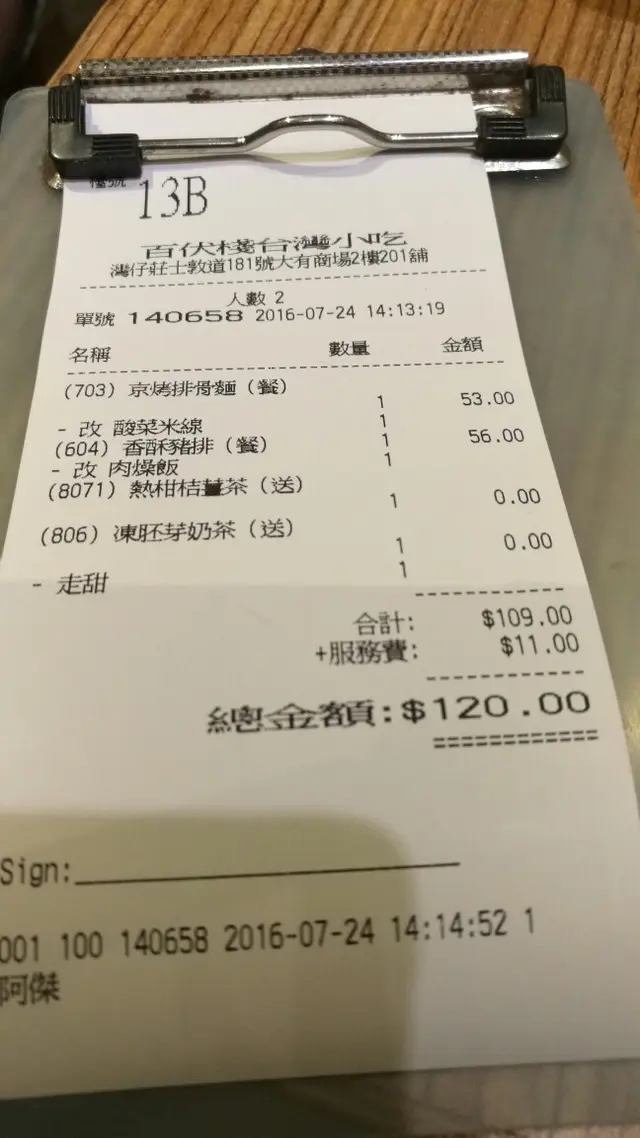 檯號 13B
百伏棧台灣小吃
灣仔莊士敦道181號大有商場2樓201舖
人數 2
單號 140658 2016-07-24 14:13:19
名稱 數量 金額
(703) 京烤排骨麵（餐） 1 53.00
- 改 酸菜米線 1
(604) 香酥豬排（餐） 1 56.00
- 改 肉燥飯 1
(8071) 熱柑桔薑茶（送） 1 0.00
(806) 凍胚芽奶茶（送） 1 0.00
- 走甜 1
合計: $109.00
+服務費: $11.00
總金額:$120.00
Sign:
001 100 140658 2016-07-24 14:14:52 1
阿傑